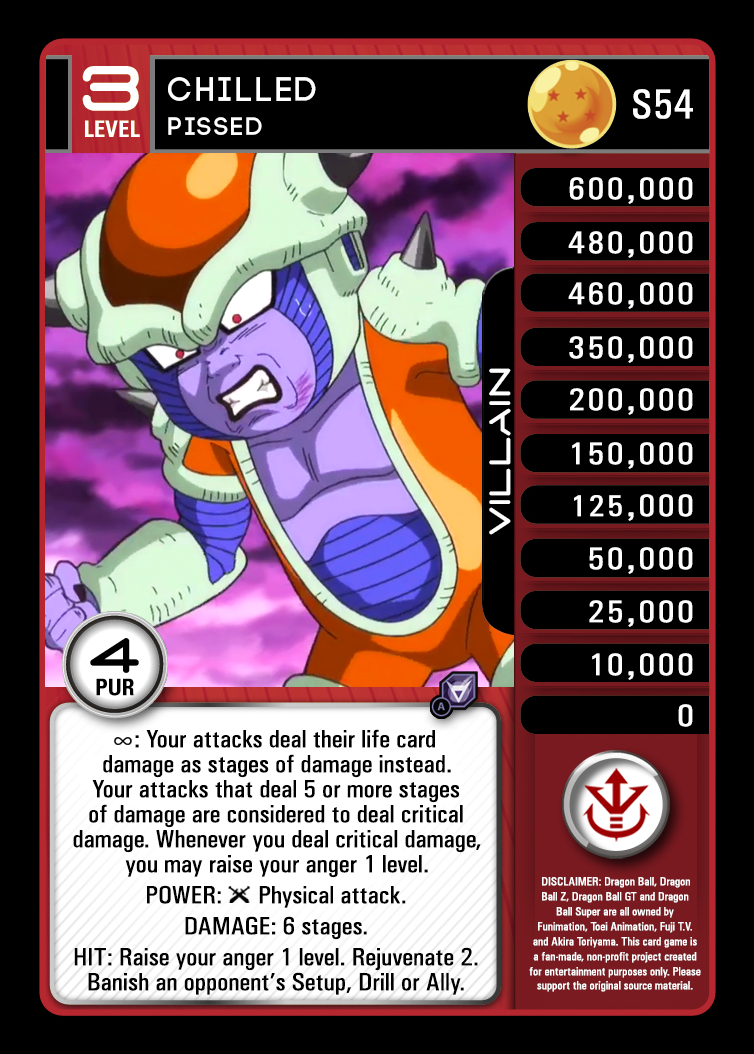 3
LEVEL
CHILLED
PISSED
S54
600,000
480,000
460,000
350,000
200,000
150,000
125,000
50,000
25,000
10,000
0
VILLAIN
4
PUR
A
∞: Your attacks deal their life card
damage as stages of damage instead.
Your attacks that deal 5 or more stages
of damage are considered to deal critical
damage. Whenever you deal critical damage,
you may raise your anger 1 level.
POWER: Physical attack.
DAMAGE: 6 stages.
HIT: Raise your anger 1 level. Rejuvenate 2.
Banish an opponent's Setup, Drill or Ally.
DISCLAIMER: Dragon Ball, Dragon
Ball Z, Dragon Ball GT and Dragon
Ball Super are all owned by
Funimation, Toei Animation, Fuji T.V.
and Akira Toriyama. This card game is
a fan-made, non-profit project created
for entertainment purposes only. Please
support the original source material.